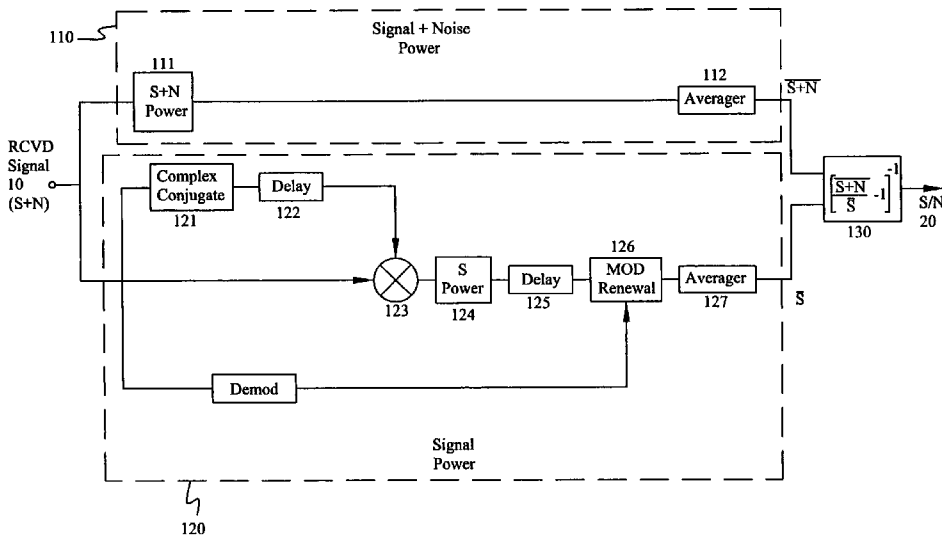 110
Signal + Noise
Power
111
S+N
Power
112
Averager
S+N
RCVD
Signal
10
(S+N)
Complex
Conjugate
121
Delay
122
123
S
Power
124
Delay
125
126
MOD
Renewal
Averager
127
S
[S+N
S
-1]
-1
130
S/N
20
Demod
Signal
Power
120